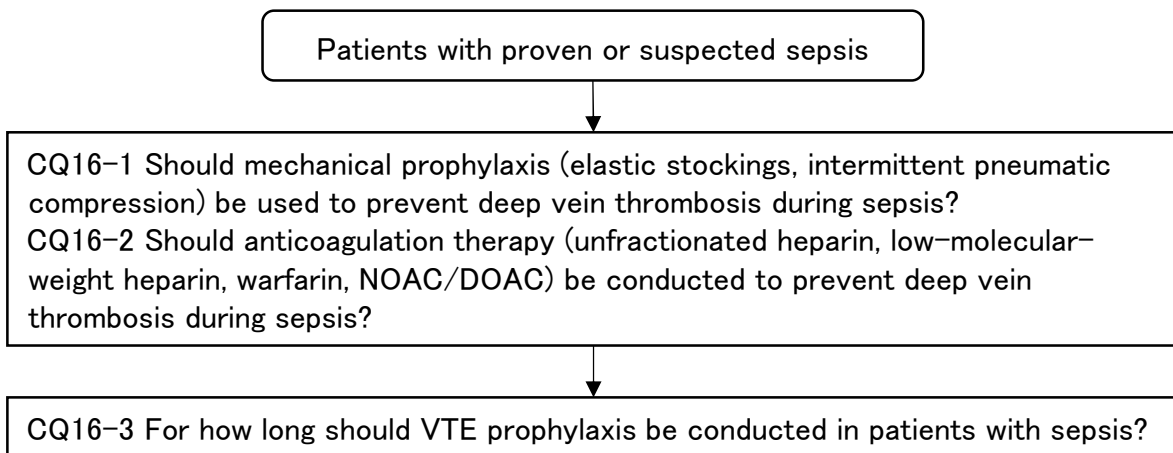 Patients with proven or suspected sepsis
CQ16-1 Should mechanical prophylaxis (elastic stockings, intermittent pneumatic
compression) be used to prevent deep vein thrombosis during sepsis?
CQ16-2 Should anticoagulation therapy (unfractionated heparin, low-molecular-
weight heparin, warfarin, NOAC/DOAC) be conducted to prevent deep vein
thrombosis during sepsis?
CQ16-3 For how long should VTE prophylaxis be conducted in patients with sepsis?